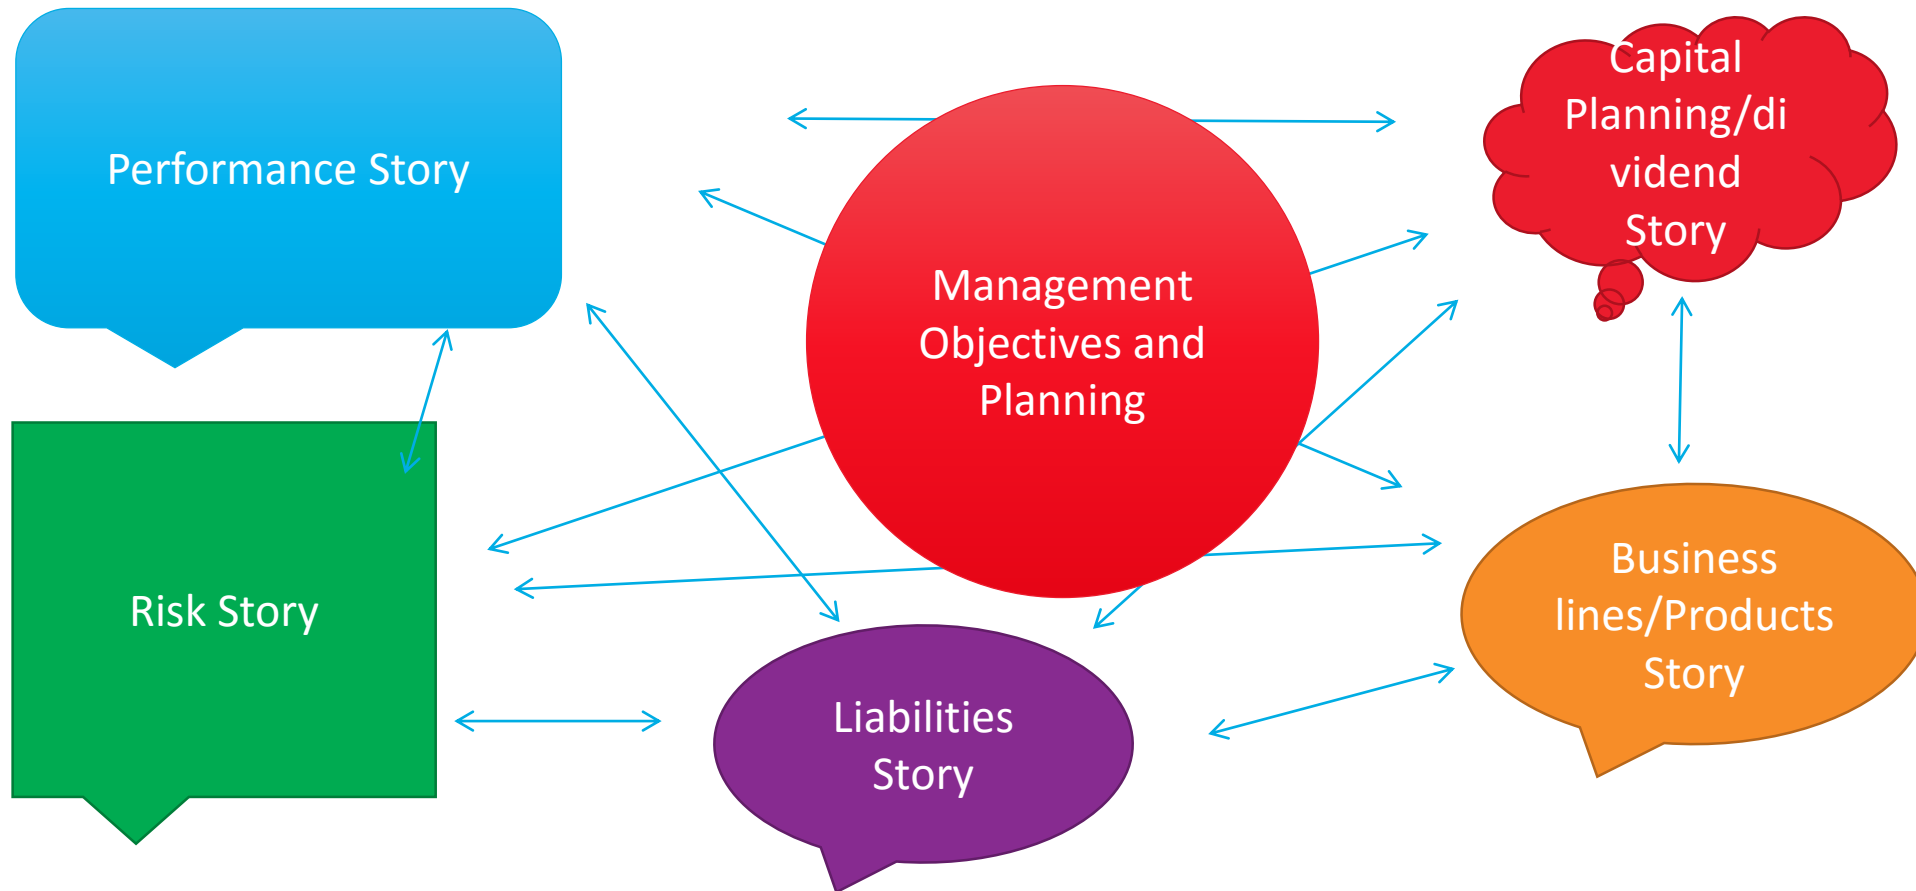 Performance Story
Capital
Planning/di
vidend
Story
Management
Objectives and
Planning
Risk Story
Business
lines/Products
Story
Liabilities
Story